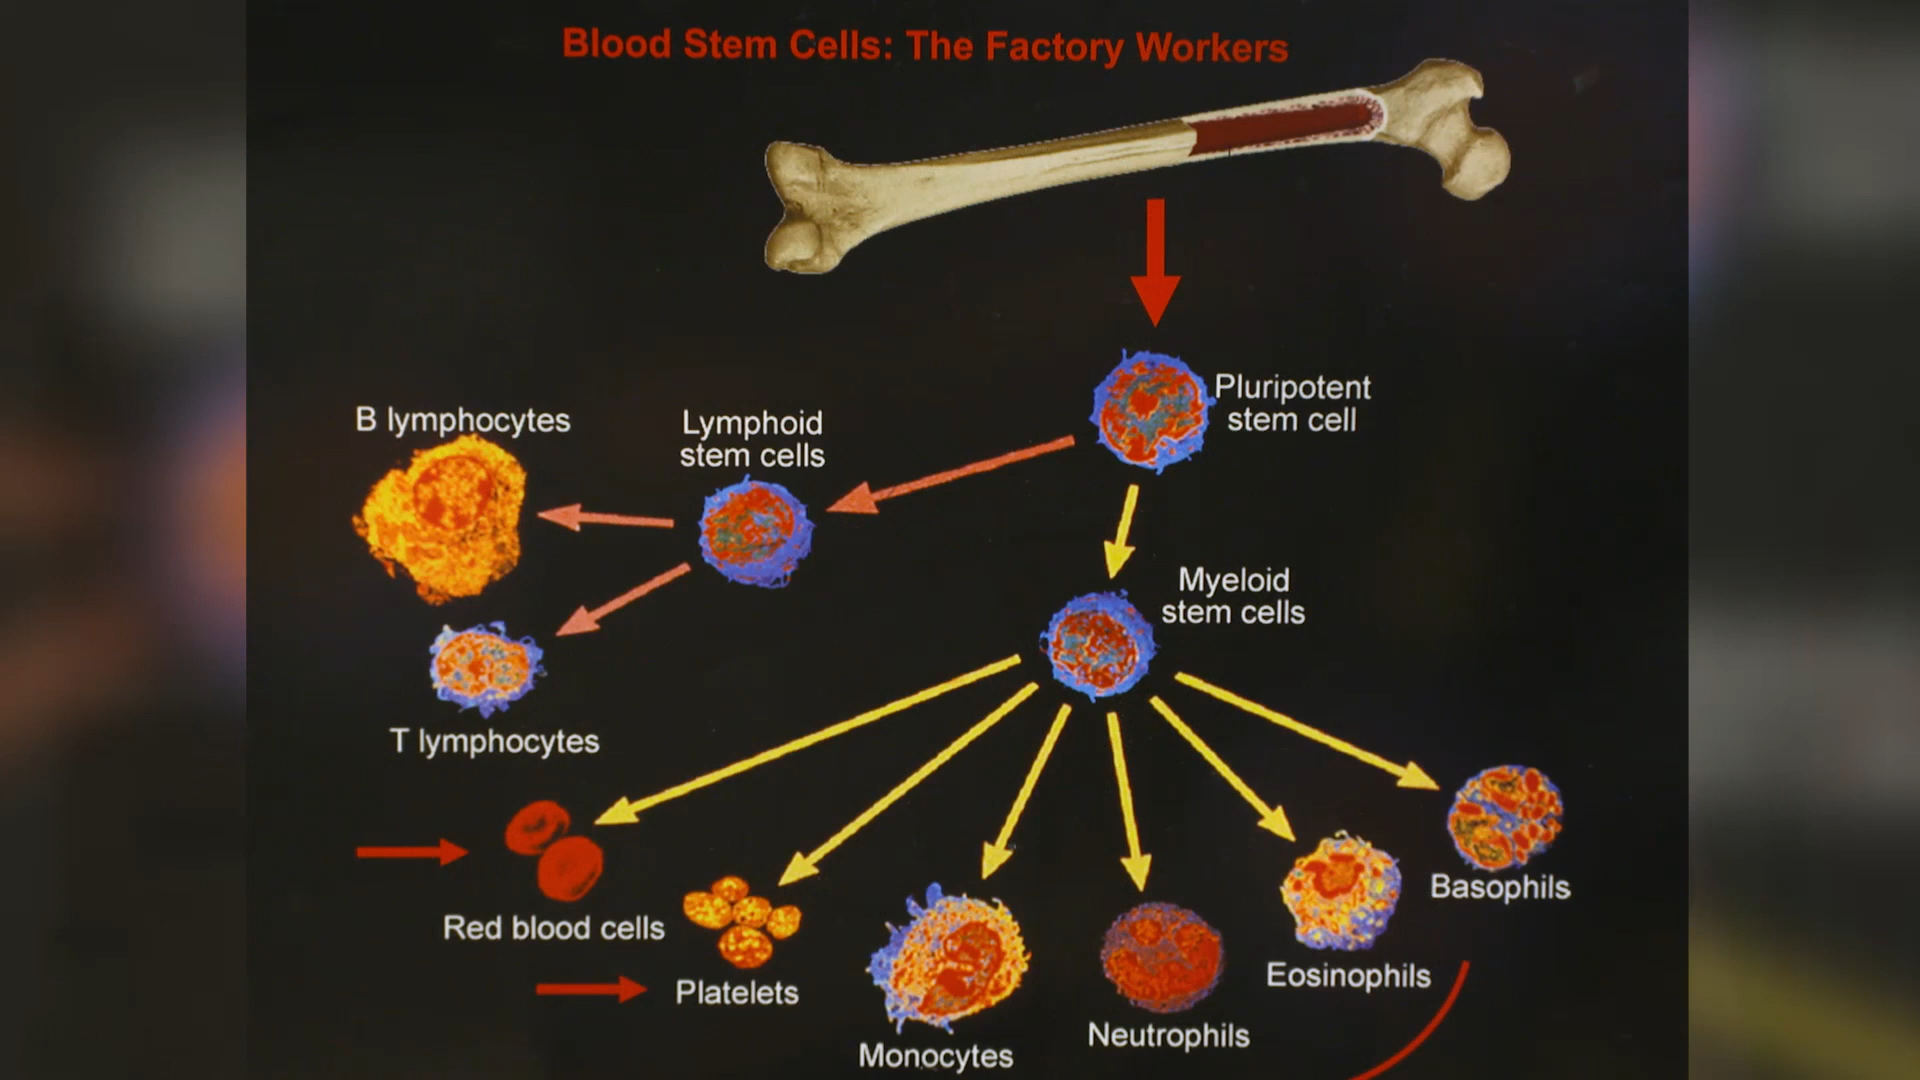 Blood Stem Cells: The Factory Workers
Pluripotent
stem cell
B lymphocytes
Lymphoid
stem cells
Myeloid
stem cells
T lymphocytes
Red blood cells
Platelets
Monocytes
Neutrophils
Eosinophils
Basophils